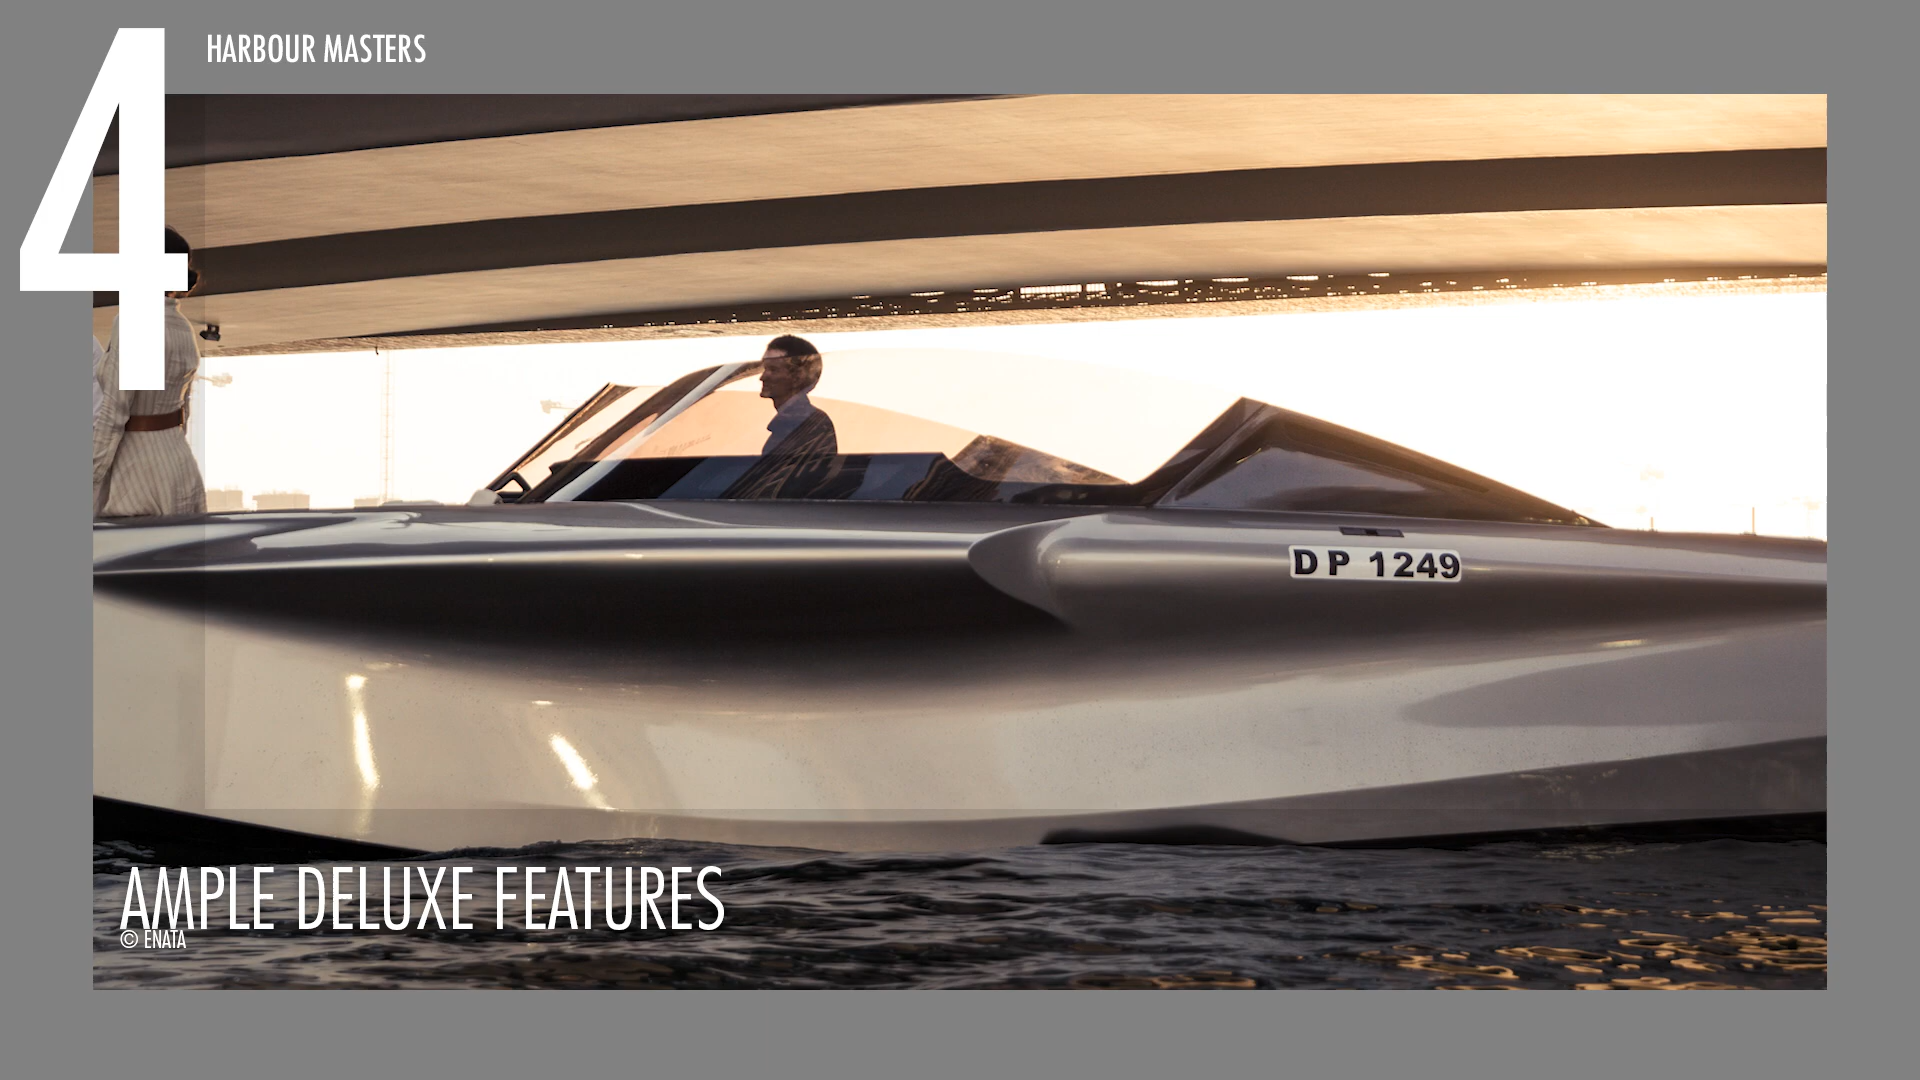 4
HARBOUR MASTERS
DP 1249
AMPLE DELUXE FEATURES
© ENATA